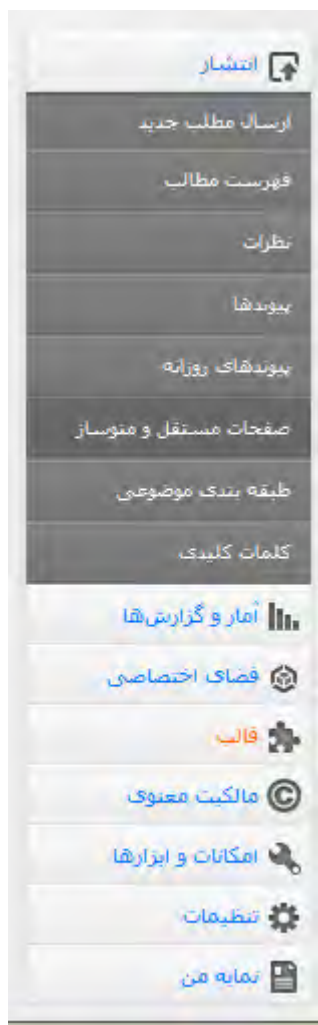 انتشار
ارسال مطلب جدید
فهرست مطالب
نظرات
پیوندها
پیوندهای روزانه
صفحات مستقل و منوساز
طبقه بندی موضوعی
کلمات کلیدی
آمار و گزارش‌ها
فضای اختصاصی
قالب
مالکیت معنوی
امکانات و ابزارها
تنظیمات
نمایه من